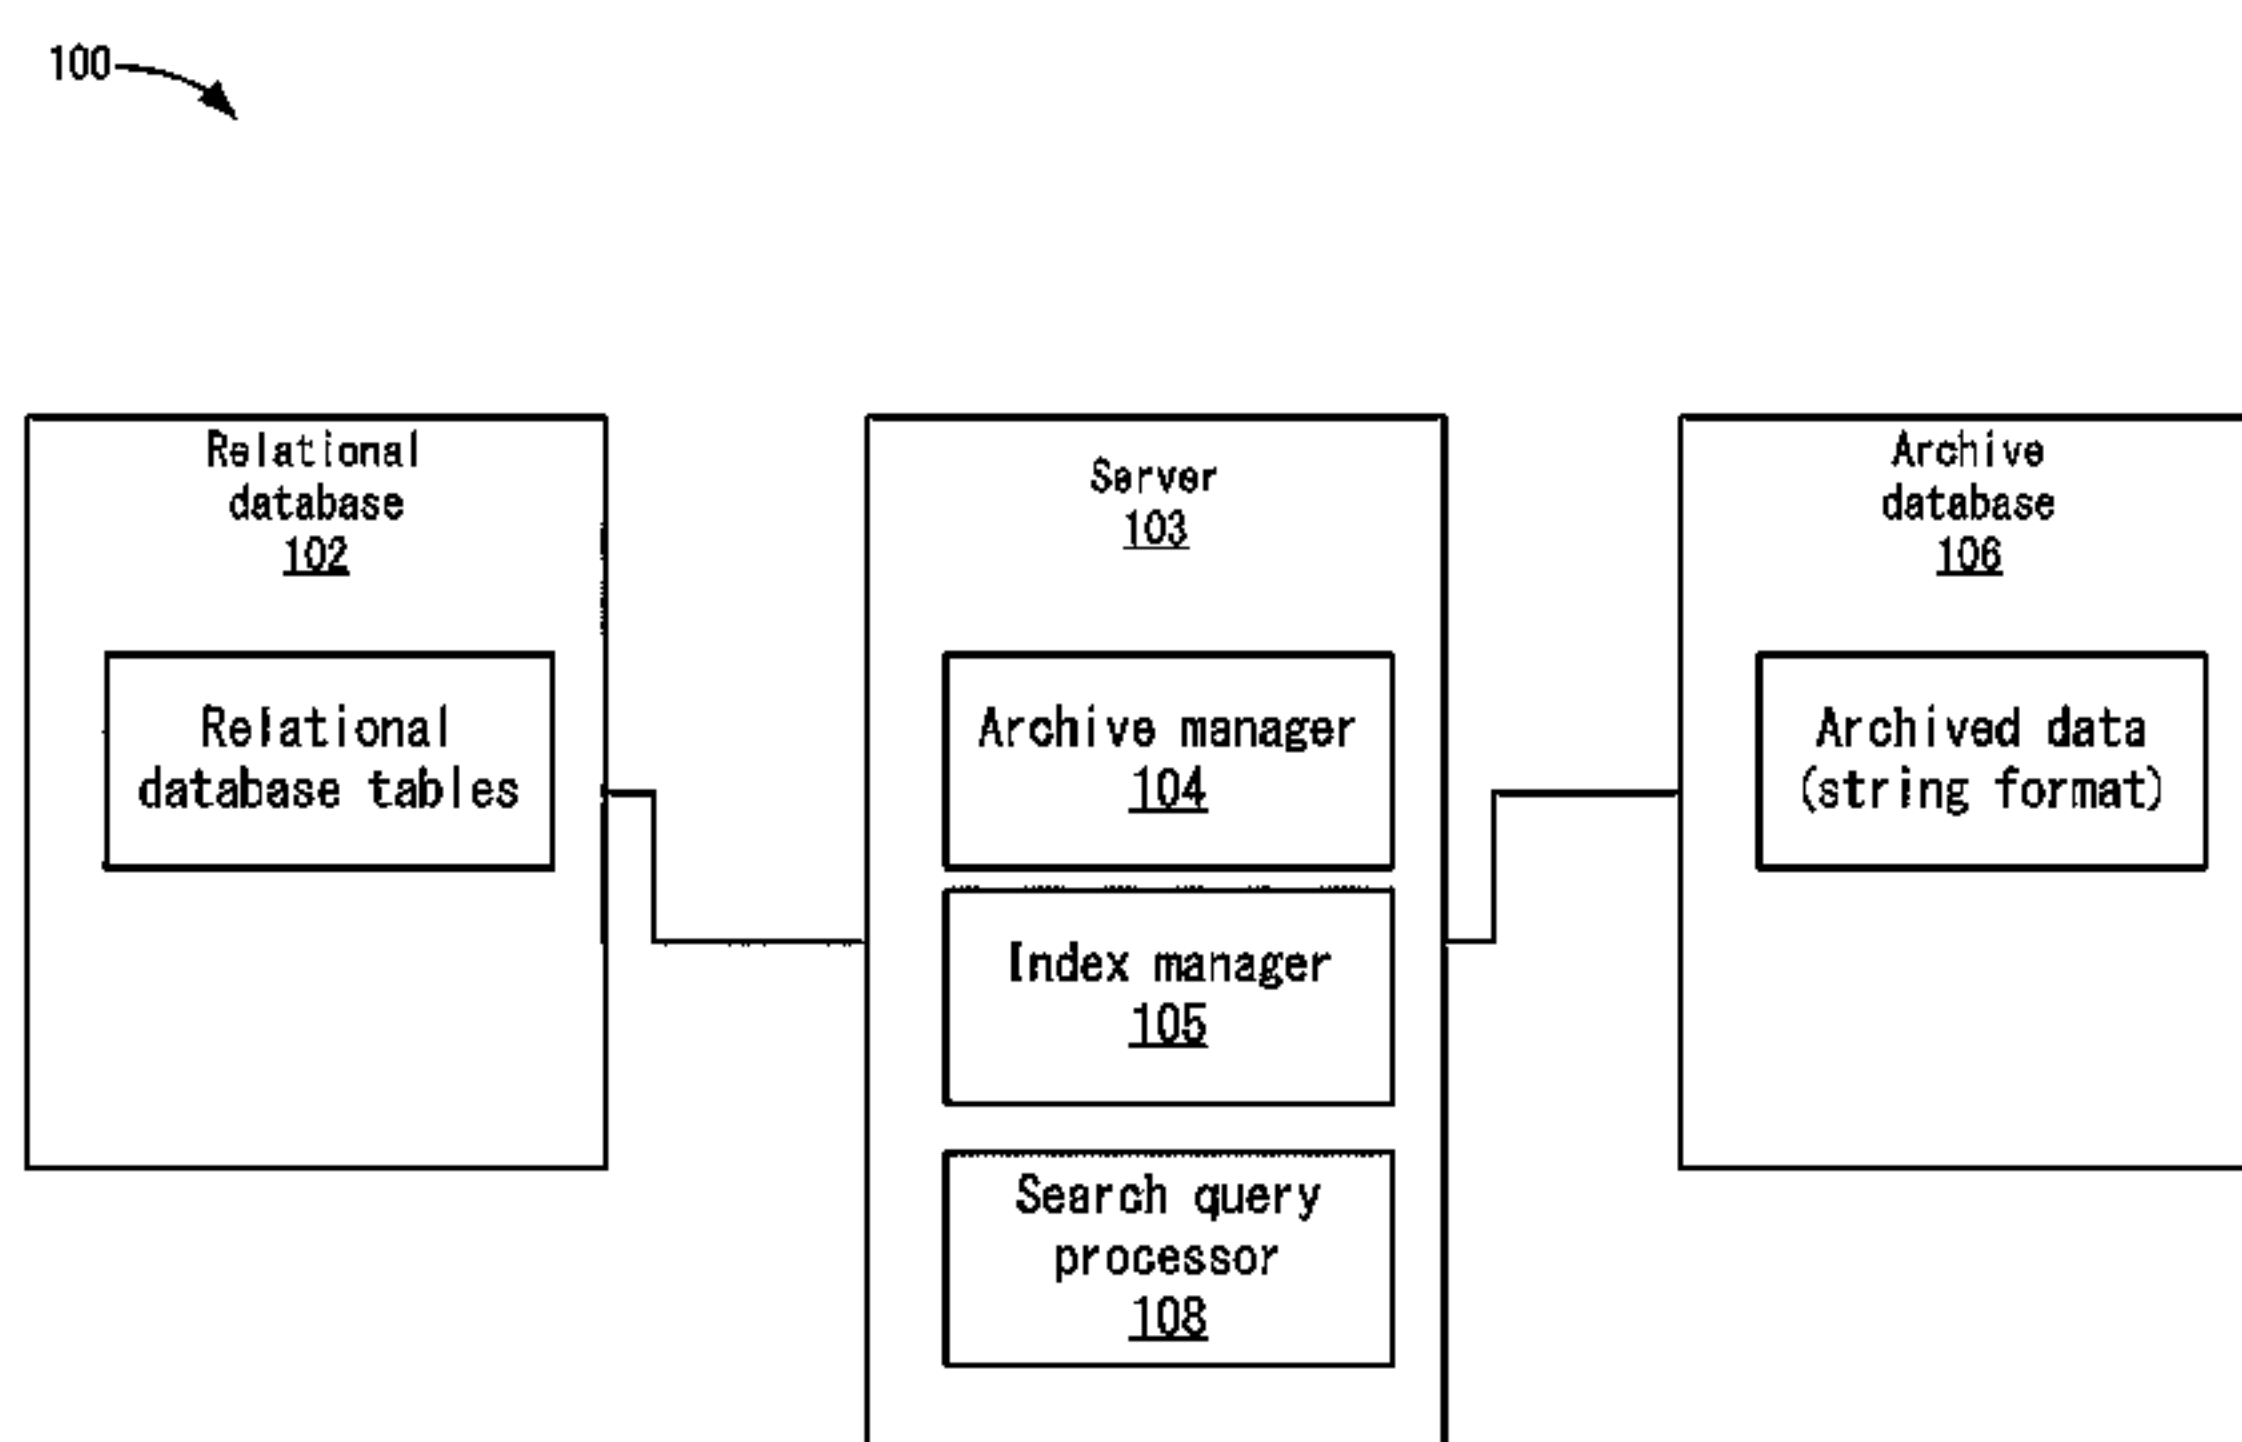 100
Relational
database
102
Relational
database tables
Server
103
Archive manager
104
Index manager
105
Search query
processor
108
Archive
database
106
Archived data
(string format)